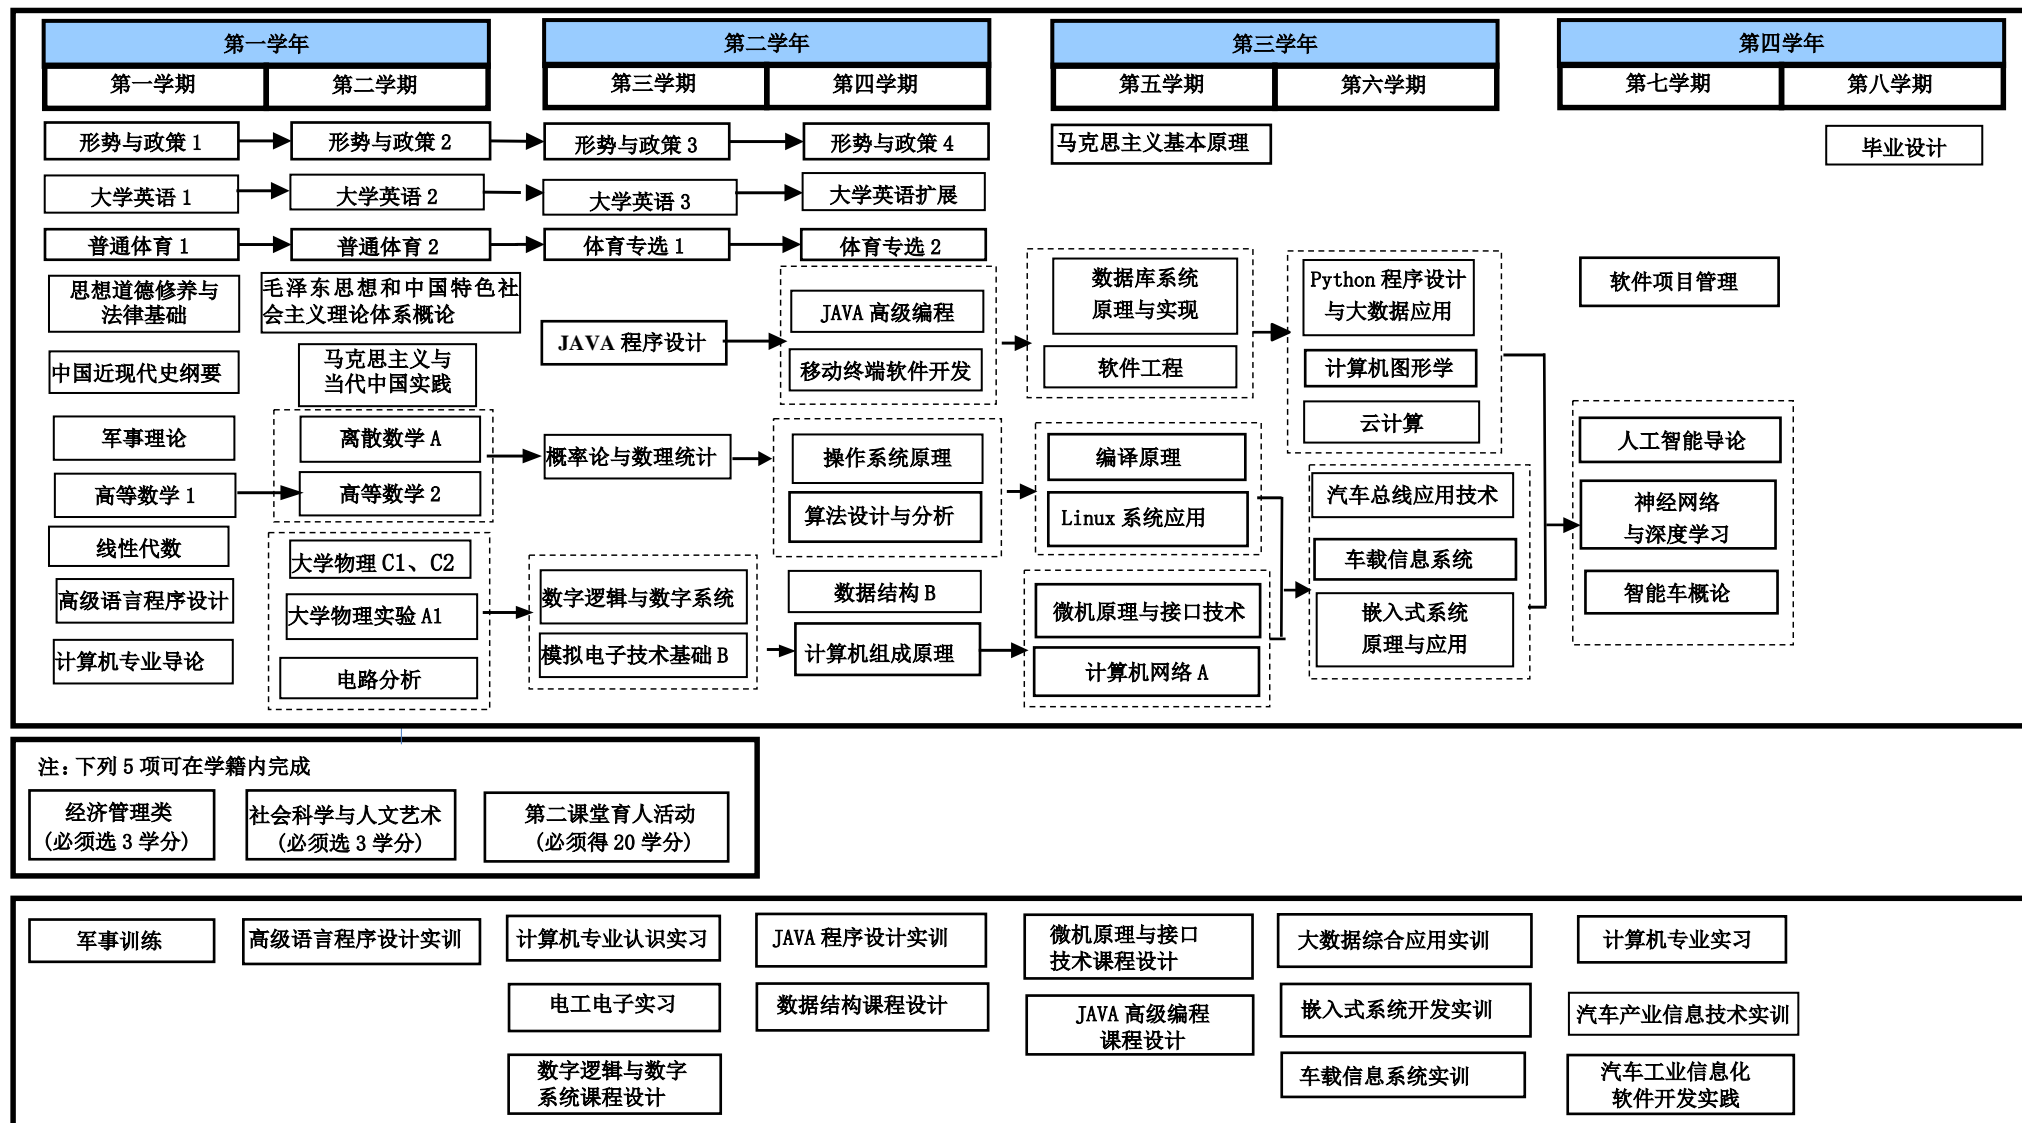 第一学年
第二学年
第三学年
第四学年
第一学期
第二学期
第三学期
第四学期
第五学期
第六学期
第七学期
第八学期
形势与政策 1
形势与政策 2
形势与政策 3
形势与政策 4
马克思主义基本原理
毕业设计
大学英语 1
大学英语 2
大学英语 3
大学英语扩展
普通体育 1
普通体育 2
体育专选 1
体育专选 2
思想道德修养与
法律基础
毛泽东思想和中国特色社
会主义理论体系概论
JAVA 程序设计
JAVA 高级编程
移动终端软件开发
数据库系统
原理与实现
软件工程
Python 程序设计
与大数据应用
计算机图形学
云计算
软件项目管理
中国近现代史纲要
马克思主义与
当代中国实践
军事理论
离散数学 A
高等数学 1
高等数学 2
概率论与数理统计
操作系统原理
算法设计与分析
编译原理
Linux 系统应用
汽车总线应用技术
车载信息系统
嵌入式系统
原理与应用
人工智能导论
神经网络
与深度学习
智能车概论
线性代数
大学物理 C1、C2
高级语言程序设计
大学物理实验 A1
计算机专业导论
电路分析
数字逻辑与数字系统
模拟电子技术基础 B
数据结构 B
计算机组成原理
微机原理与接口技术
计算机网络 A
注：下列 5 项可在学籍内完成
经济管理类
(必须选 3 学分)
社会科学与人文艺术
(必须选 3 学分)
第二课堂育人活动
(必须得 20 学分)
军事训练
高级语言程序设计实训
计算机专业认识实习
JAVA 程序设计实训
微机原理与接口
技术课程设计
大数据综合应用实训
计算机专业实习
电工电子实习
数据结构课程设计
JAVA 高级编程
课程设计
嵌入式系统开发实训
汽车产业信息技术实训
数字逻辑与数字
系统课程设计
车载信息系统实训
汽车工业信息化
软件开发实践